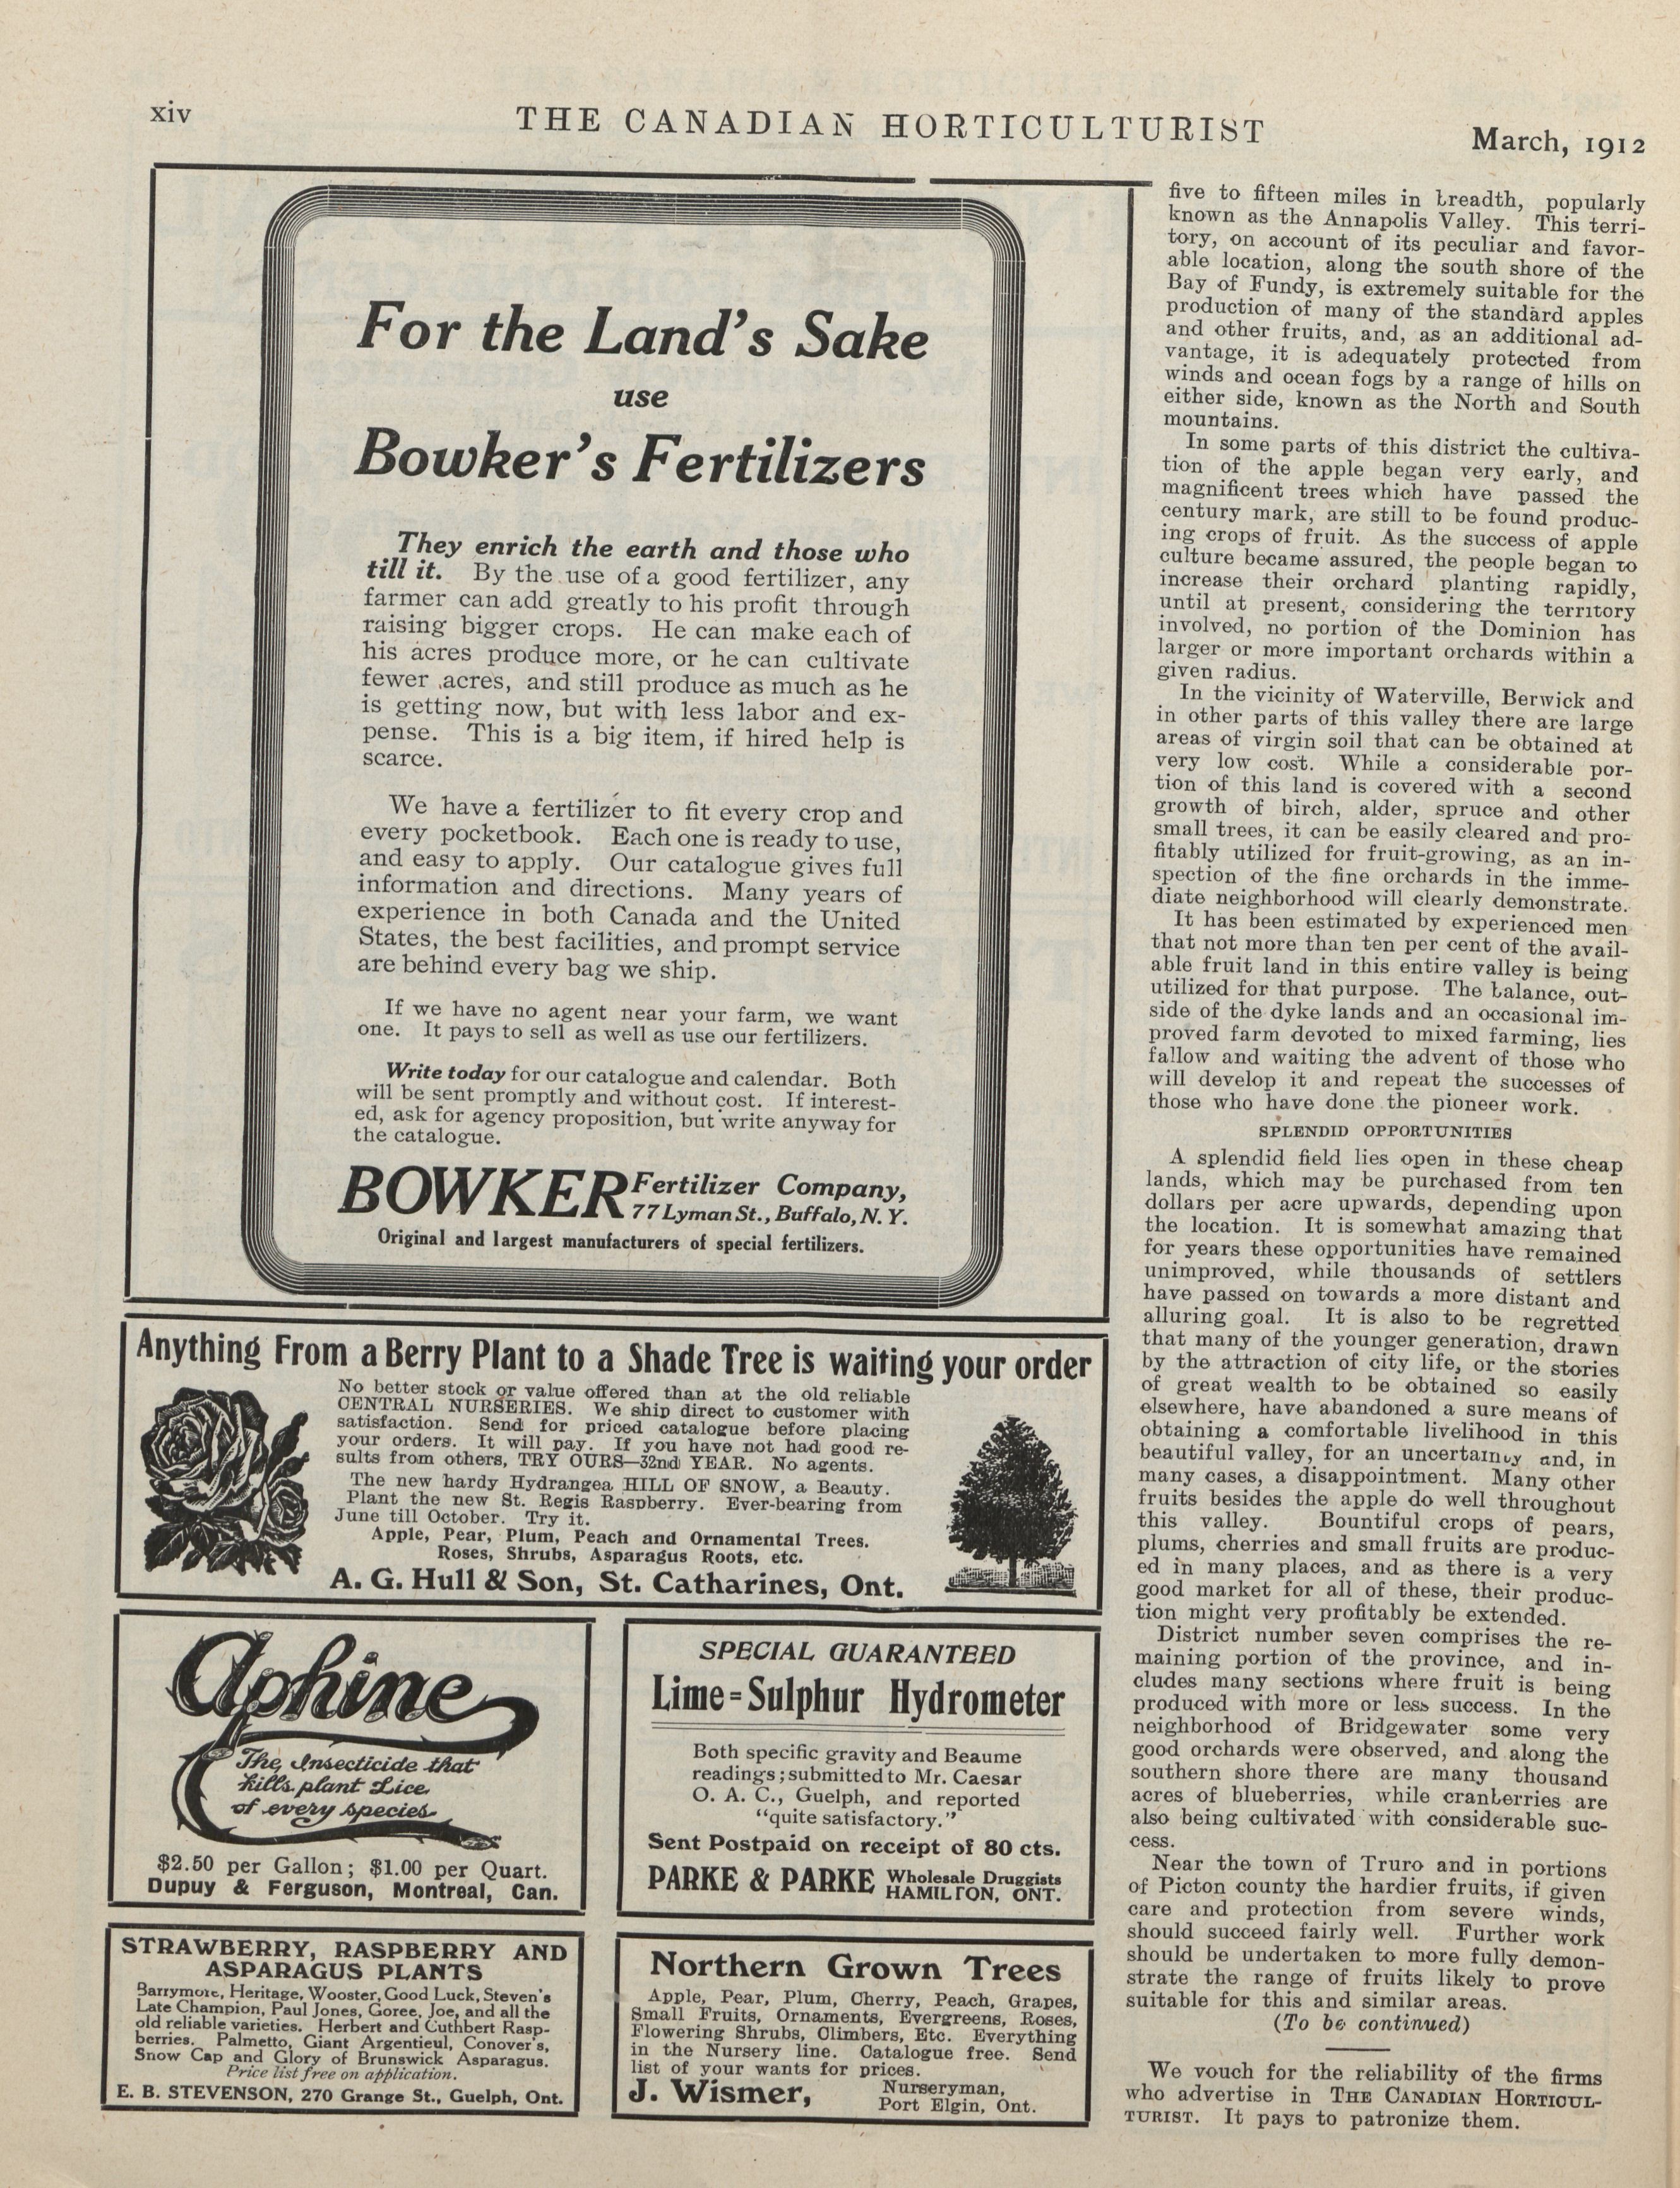 xiv
THE CANADIAN HORTICULTURIST
March, 1912
For the Land's Sake
use
Bowker's Fertilizers
They enrich the earth and those who
till it. By the use of a good fertilizer, any
farmer can add greatly to his profit through
raising bigger crops. He can make each of
his acres produce more, or he can cultivate
fewer acres, and still produce as much as he
is getting now, but with less labor and ex-
pense. This is a big item, if hired help is
scarce.
We have a fertilizer to fit every crop and
every pocketbook. Each one is ready to use,
and easy to apply. Our catalogue gives full
information and directions. Many years of
experience in both Canada and the United
States, the best facilities, and prompt service
are behind every bag we ship.
If we have no agent near your farm, we want
one. It pays to sell as well as use our fertilizers.
Write today for our catalogue and calendar. Both
will be sent promptly and without cost. If interest-
ed, ask for agency proposition, but write anyway for
the catalogue.
BOWKER Fertilizer Company,
77 Lyman St., Buffalo, N. Y.
Original and largest manufacturers of special fertilizers.
Anything From a Berry Plant to a Shade Tree is waiting your order
No better stock or value offered than at the old reliable
CENTRAL NURSERIES. We ship direct to customer with
satisfaction. Send for priced catalogue before placing
your orders. It will pay. If you have not had good re-
sults from others, TRY OURS—32nd YEAR. No agents.
The new hardy Hydrangea HILL OF SNOW, a Beauty.
Plant the new St. Regis Raspberry. Ever-bearing from
June till October. Try it.
Apple, Pear, Plum, Peach and Ornamental Trees.
Roses, Shrubs, Asparagus Roots, etc.
A. G. Hull & Son, St. Catharines, Ont.
Aphine
The Insecticide that
kills plant Lice
of every species
$2.50 per Gallon; $1.00 per Quart.
Dupuy & Ferguson, Montreal, Can.
SPECIAL GUARANTEED
Lime=Sulphur Hydrometer
Both specific gravity and Beaume
readings; submitted to Mr. Caesar
O. A. C., Guelph, and reported
"quite satisfactory."
Sent Postpaid on receipt of 80 cts.
PARKE & PARKE Wholesale Druggists
HAMILTON, ONT.
STRAWBERRY, RASPBERRY AND
ASPARAGUS PLANTS
Barrymore, Heritage, Wooster, Good Luck, Steven's
Late Champion, Paul Jones, Goree, Joe, and all the
old reliable varieties. Herbert and Cuthbert Rasp-
berries. Palmetto, Giant Argentieul, Conover's,
Snow Cap and Glory of Brunswick Asparagus.
Price list free on application.
E. B. STEVENSON, 270 Grange St., Guelph, Ont.
Northern Grown Trees
Apple, Pear, Plum, Cherry, Peach, Grapes,
Small Fruits, Ornaments, Evergreens, Roses,
Flowering Shrubs, Climbers, Etc. Everything
in the Nursery line. Catalogue free. Send
list of your wants for prices.
J. Wismer, Nurseryman,
Port Elgin, Ont.
five to fifteen miles in breadth, popularly
known as the Annapolis Valley. This terri-
tory, on account of its peculiar and favor-
able location, along the south shore of the
Bay of Fundy, is extremely suitable for the
production of many of the standard apples
and other fruits, and, as an additional ad-
vantage, it is adequately protected from
winds and ocean fogs by a range of hills on
either side, known as the North and South
mountains.
In some parts of this district the cultiva-
tion of the apple began very early, and
magnificent trees which have passed the
century mark, are still to be found produc-
ing crops of fruit. As the success of apple
culture became assured, the people began to
increase their orchard planting rapidly,
until at present, considering the territory
involved, no portion of the Dominion has
larger or more important orchards within a
given radius.
In the vicinity of Waterville, Berwick and
in other parts of this valley there are large
areas of virgin soil that can be obtained at
very low cost. While a considerable por-
tion of this land is covered with a second
growth of birch, alder, spruce and other
small trees, it can be easily cleared and pro-
fitably utilized for fruit-growing, as an in-
spection of the fine orchards in the imme-
diate neighborhood will clearly demonstrate.
It has been estimated by experienced men
that not more than ten per cent of the avail-
able fruit land in this entire valley is being
utilized for that purpose. The balance, out-
side of the dyke lands and an occasional im-
proved farm devoted to mixed farming, lies
fallow and waiting the advent of those who
will develop it and repeat the successes of
those who have done the pioneer work.
SPLENDID OPPORTUNITIES
A splendid field lies open in these cheap
lands, which may be purchased from ten
dollars per acre upwards, depending upon
the location. It is somewhat amazing that
for years these opportunities have remained
unimproved, while thousands of settlers
have passed on towards a more distant and
alluring goal. It is also to be regretted
that many of the younger generation, drawn
by the attraction of city life, or the stories
of great wealth to be obtained so easily
elsewhere, have abandoned a sure means of
obtaining a comfortable livelihood in this
beautiful valley, for an uncertainty and, in
many cases, a disappointment. Many other
fruits besides the apple do well throughout
this valley. Bountiful crops of pears,
plums, cherries and small fruits are produc-
ed in many places, and as there is a very
good market for all of these, their produc-
tion might very profitably be extended.
District number seven comprises the re-
maining portion of the province, and in-
cludes many sections where fruit is being
produced with more or less success. In the
neighborhood of Bridgewater some very
good orchards were observed, and along the
southern shore there are many thousand
acres of blueberries, while cranberries are
also being cultivated with considerable suc-
cess.
Near the town of Truro and in portions
of Picton county the hardier fruits, if given
care and protection from severe winds,
should succeed fairly well. Further work
should be undertaken to more fully demon-
strate the range of fruits likely to prove
suitable for this and similar areas.
(To be continued)
We vouch for the reliability of the firms
who advertise in THE CANADIAN HORTICUL-
TURIST. It pays to patronize them.